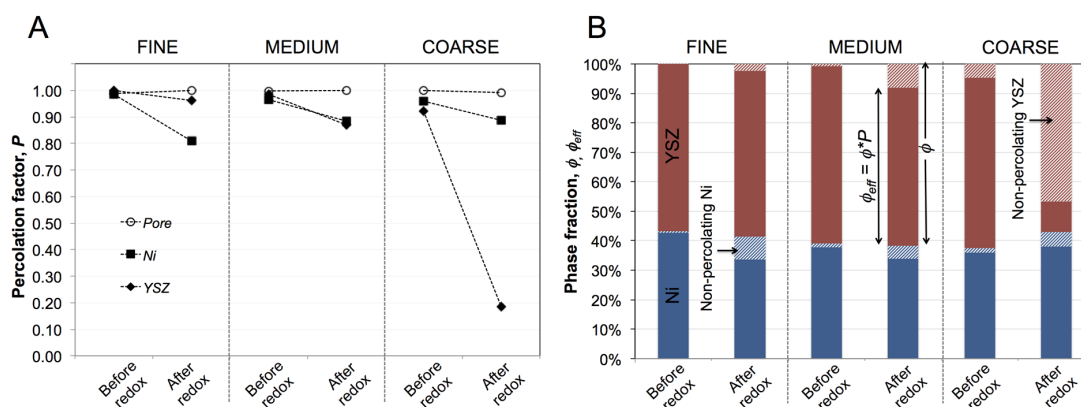 A
FINE
MEDIUM
COARSE
Percolation factor, P
1.00
0.90
0.80
0.70
0.60
0.50
0.40
0.30
0.20
0.10
0.00
Pore
Ni
YSZ
Before
redox
After
redox
Before
redox
After
redox
Before
redox
After
redox
B
FINE
MEDIUM
COARSE
Phase fraction, ϕ, ϕeff
100%
90%
80%
70%
60%
50%
40%
30%
20%
10%
0%
YSZ
Ni
Non-percolating Ni
ϕeff = ϕ*P
ϕ
Non-percolating YSZ
Before
redox
After
redox
Before
redox
After
redox
Before
redox
After
redox